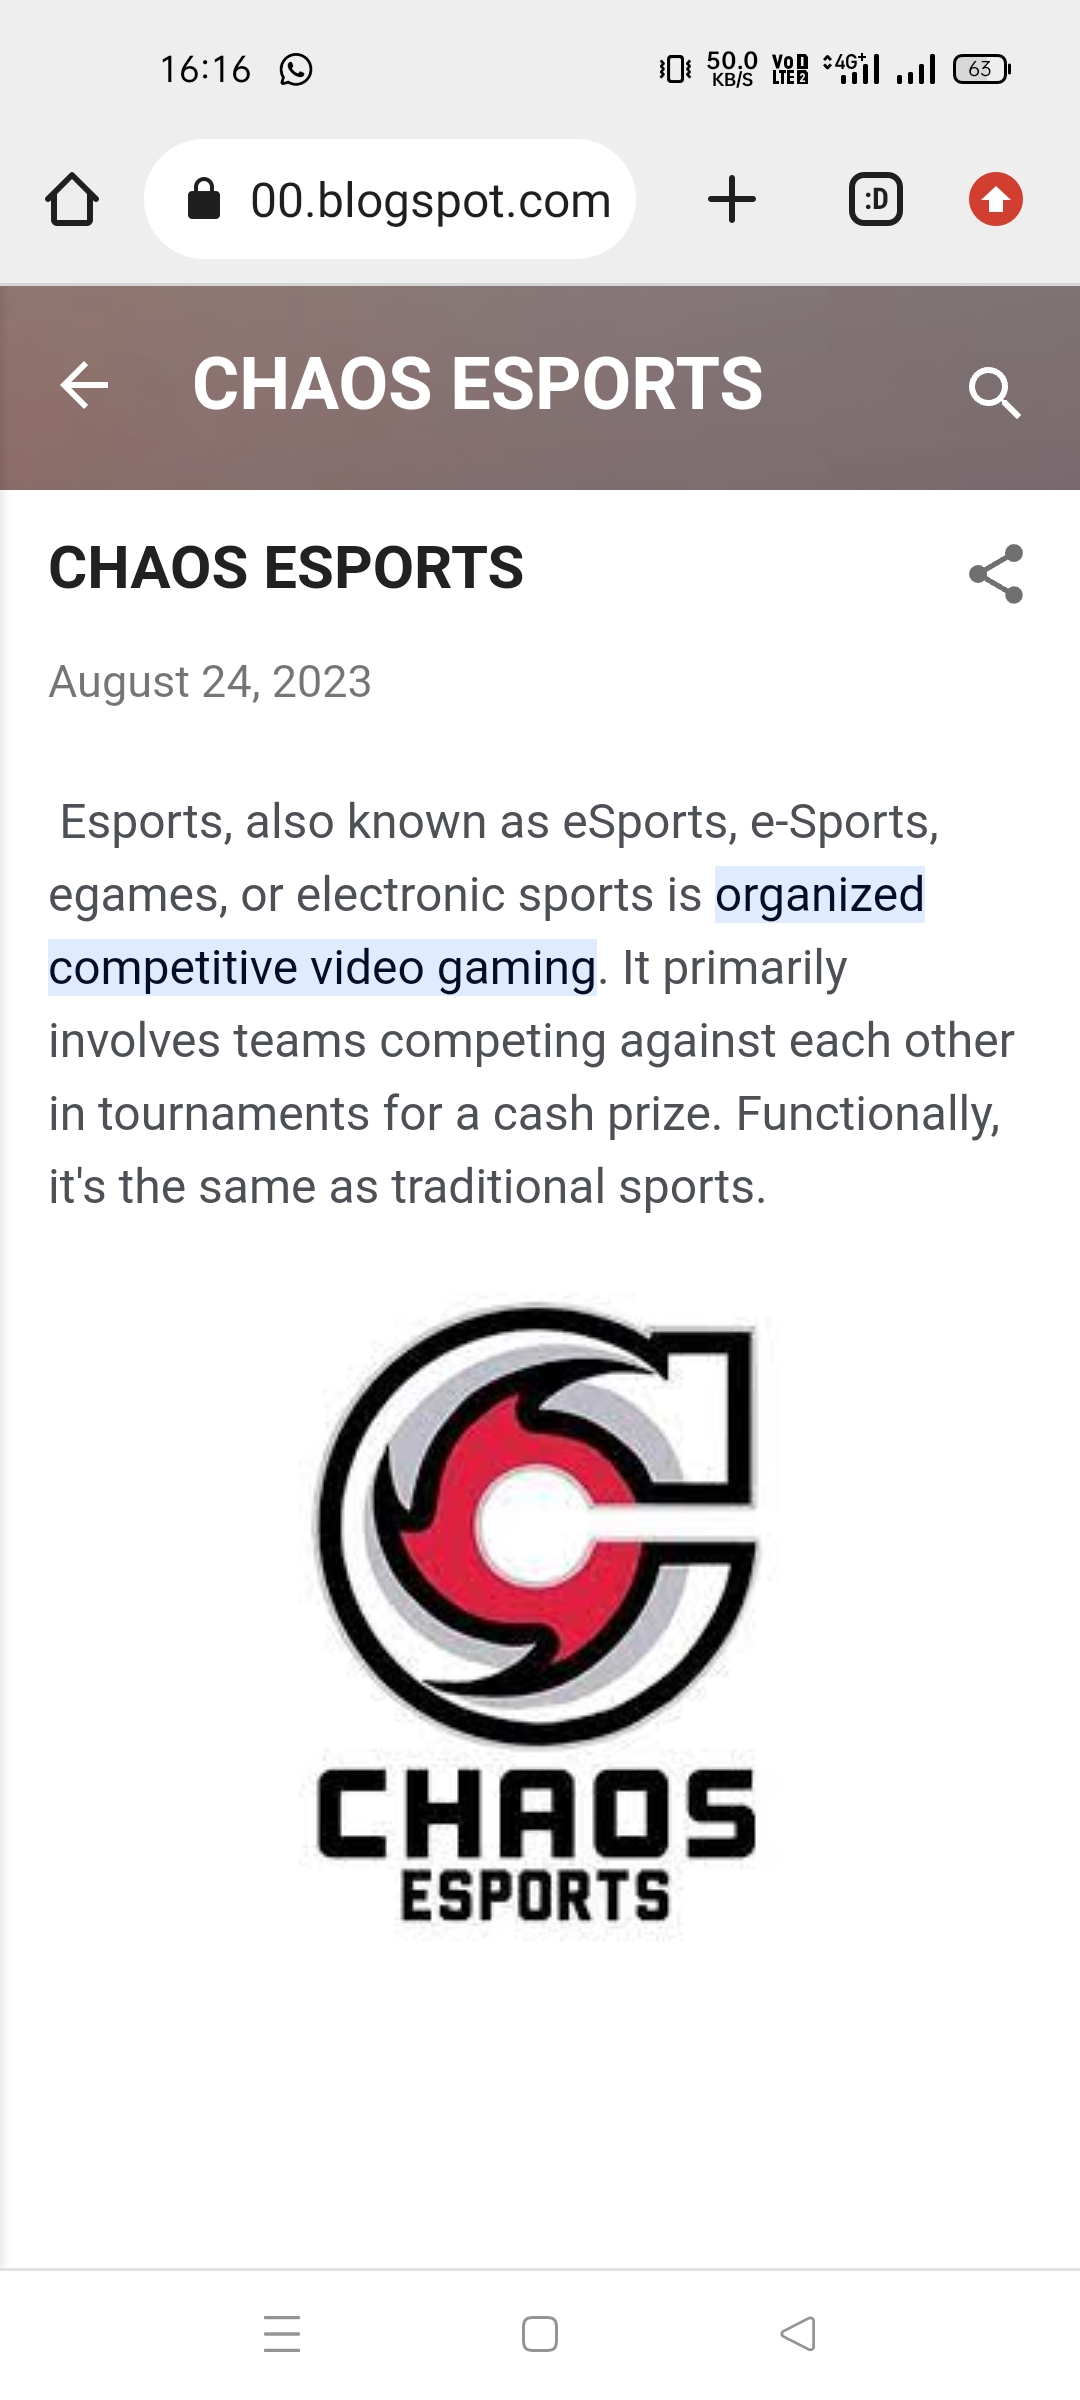 16:16
50.0
KB/S
VoD
LTE2
4G+
63
00.blogspot.com
:D
CHAOS ESPORTS
CHAOS ESPORTS
August 24, 2023
Esports, also known as eSports, e-Sports,
egames, or electronic sports is organized
competitive video gaming. It primarily
involves teams competing against each other
in tournaments for a cash prize. Functionally,
it's the same as traditional sports.
CHAOS
ESPORTS